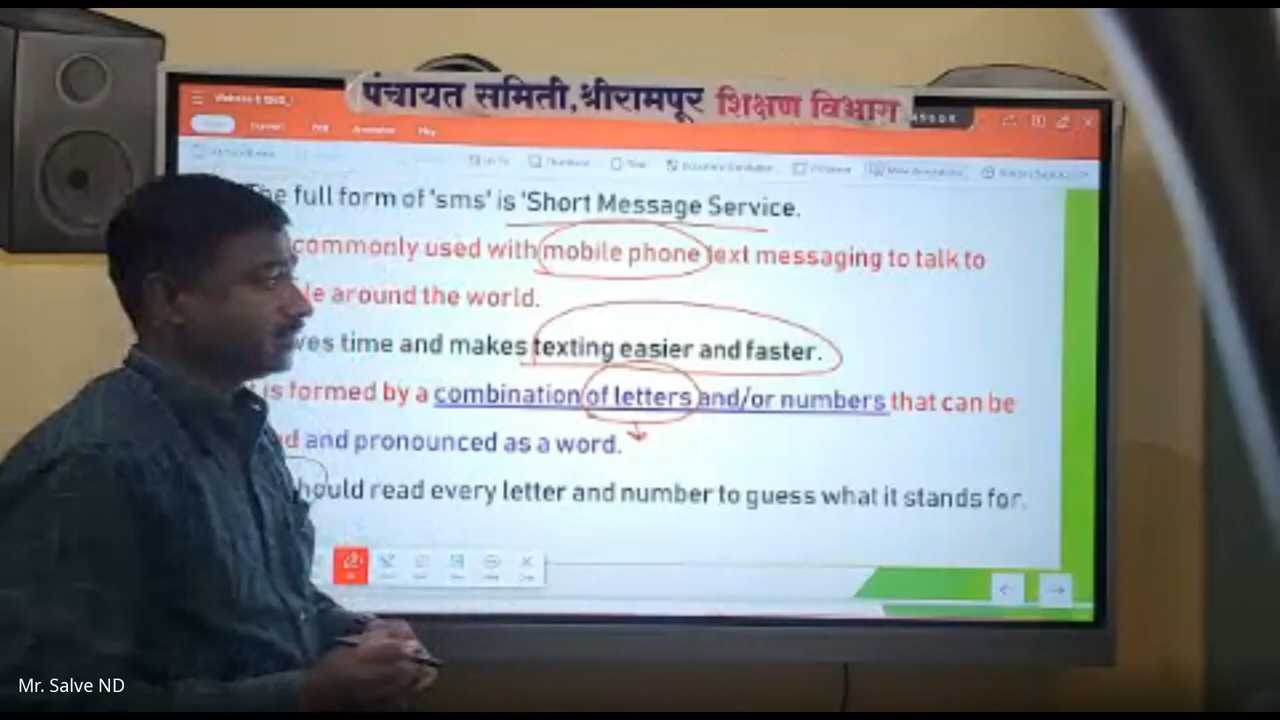 पंचायत समिती,श्रीरामपूर शिक्षण विभाग
The full form of 'sms' is 'Short Message Service.
commonly used with mobile phone text messaging to talk to
around the world.
time and makes texting easier and faster.
is formed by a combination of letters and/or numbers that can be
and pronounced as a word.
should read every letter and number to guess what it stands for.
Mr. Salve ND